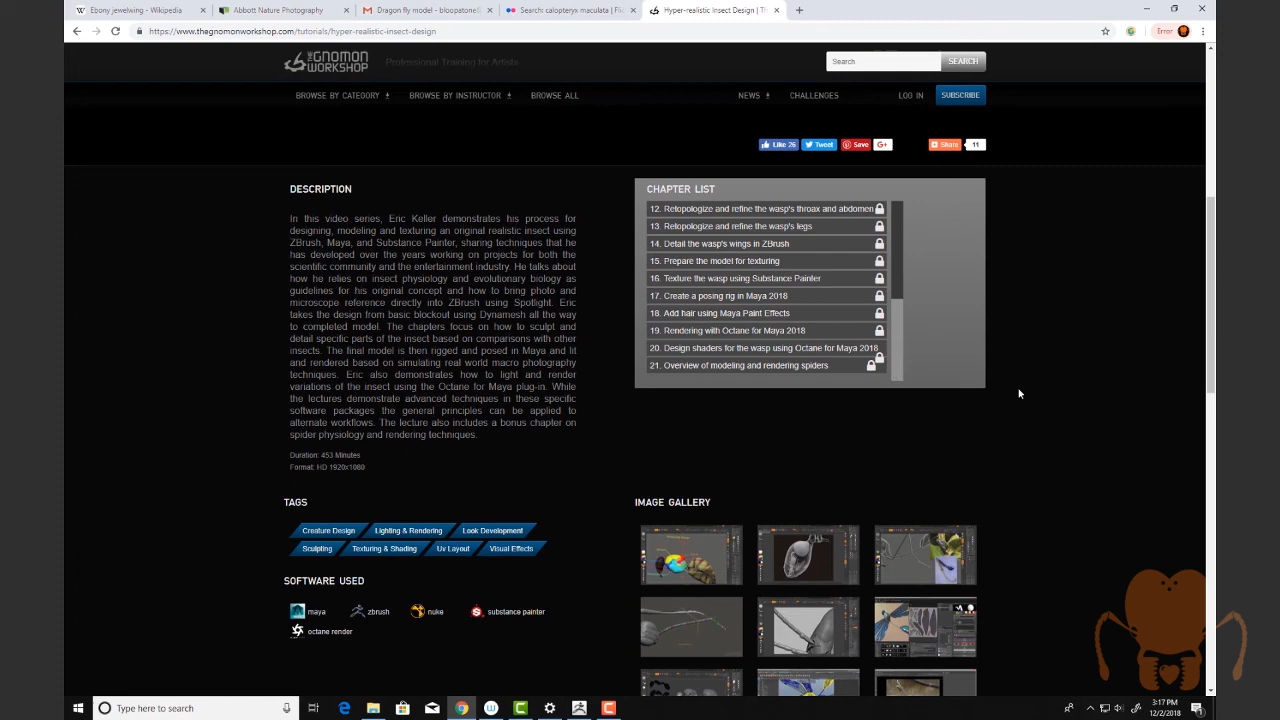 Ebony jewelwing - Wikipedia
Abbott Nature Photography
Dragon fly model - bloopatone
Search: calopteryx maculata | Flic
Hyper-realistic Insect Design | Th
https://www.thegnomonworkshop.com/tutorials/hyper-realistic-insect-design
Error
THE GNOMON WORKSHOP
Professional Training for Artists
Search
SEARCH
BROWSE BY CATEGORY
BROWSE BY INSTRUCTOR
BROWSE ALL
NEWS
CHALLENGES
LOG IN
SUBSCRIBE
Like 26
Tweet
Save
G+
Share
11
DESCRIPTION
In this video series, Eric Keller demonstrates his process for
designing, modeling and texturing an original realistic insect using
ZBrush, Maya, and Substance Painter, sharing techniques that he
has developed over the years working on projects for both the
scientific community and the entertainment industry. He talks about
how he relies on insect physiology and evolutionary biology as
guidelines for his original concept and how to bring photo and
microscope reference directly into ZBrush using Spotlight. Eric
takes the design from basic blockout using Dynamesh all the way
to completed model. The chapters focus on how to sculpt and
detail specific parts of the insect based on comparisons with other
insects. The final model is then rigged and posed in Maya and lit
and rendered based on simulating real world macro photography
techniques. Eric also demonstrates how to light and render
variations of the insect using the Octane for Maya plug-in. While
the lectures demonstrate advanced techniques in these specific
software packages the general principles can be applied to
alternate workflows. The lecture also includes a bonus chapter on
spider physiology and rendering techniques.
Duration: 453 Minutes
Format: HD 1920x1080
CHAPTER LIST
12. Retopologize and refine the wasp's throax and abdomen
13. Retopologize and refine the wasp's legs
14. Detail the wasp's wings in ZBrush
15. Prepare the model for texturing
16. Texture the wasp using Substance Painter
17. Create a posing rig in Maya 2018
18. Add hair using Maya Paint Effects
19. Rendering with Octane for Maya 2018
20. Design shaders for the wasp using Octane for Maya 2018
21. Overview of modeling and rendering spiders
TAGS
Creature Design
Lighting & Rendering
Look Development
Sculpting
Texturing & Shading
Uv Layout
Visual Effects
SOFTWARE USED
maya
zbrush
nuke
substance painter
octane render
IMAGE GALLERY
Type here to search
3:17 PM
12/2/2018